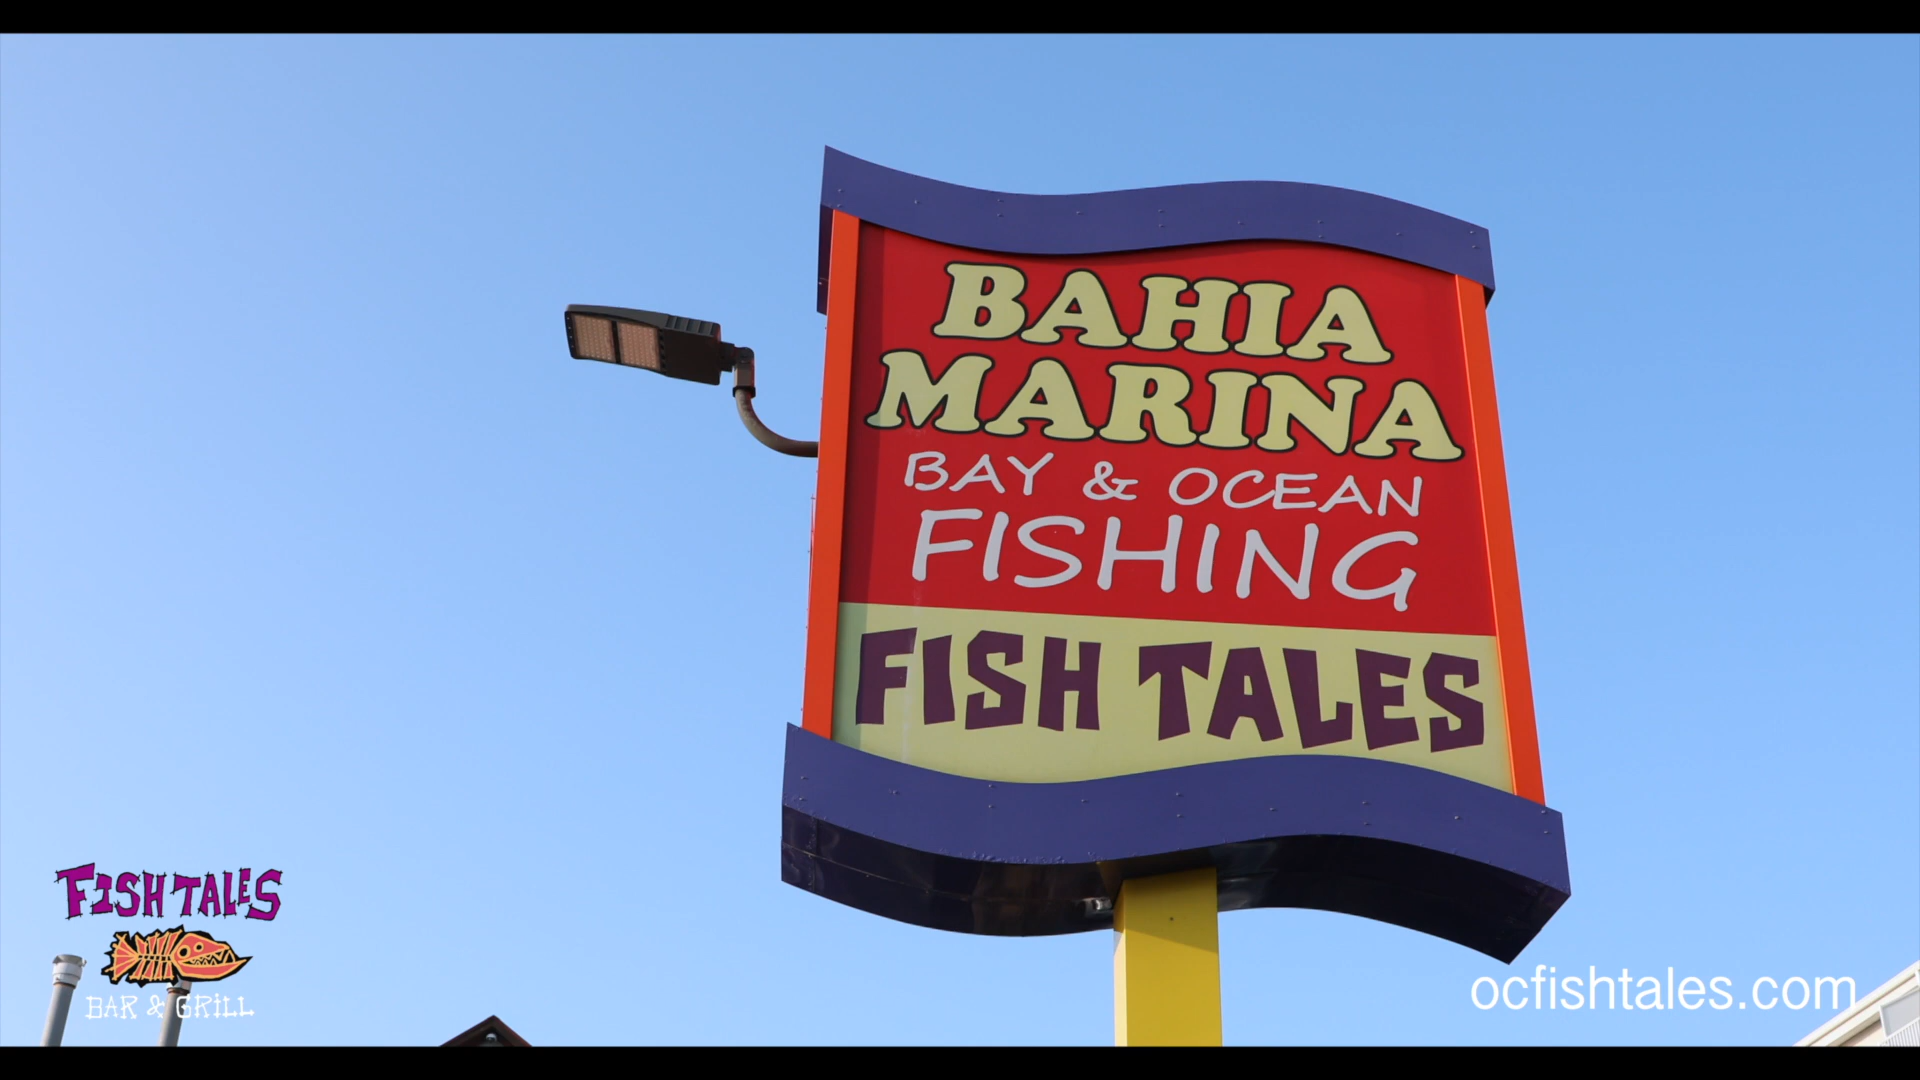 BAHIA
MARINA
BAY & OCEAN
FISHING
FISH TALES
FISH TALES
BAR & GRILL
ocfishtales.com